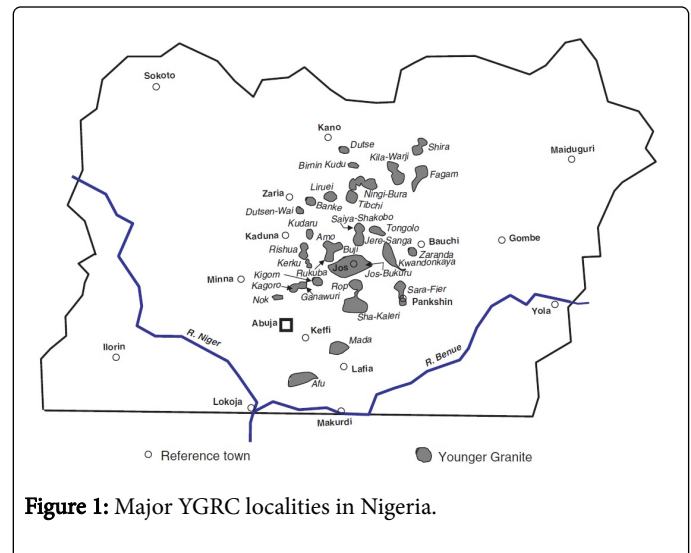 Sokoto
Kano
Dutse
Shira
Kila-Warji
Maiduguri
Birnin Kudu
Fagam
Liruei
Ningi-Bura
Zaria
Banke
Tibchi
Dutsen-Wai
Saiya-Shakobo
Kudaru
Tongolo
Kaduna
Amo
Jere-Sanga
Bauchi
Gombe
Rishua
Buji
Zaranda
Kerku
Jos
Kwandonkaya
Rukuba
Jos-Bukuru
Minna
Kigom
Kagoro
Rop
Sara-Fier
Nok
Ganawuri
Pankshin
Sha-Kaleri
Yola
Abuja
Keffi
R. Niger
Mada
Ilorin
R. Benue
Lafia
Afu
Lokoja
Makurdi
Reference town
Younger Granite
Figure 1: Major YGRC localities in Nigeria.